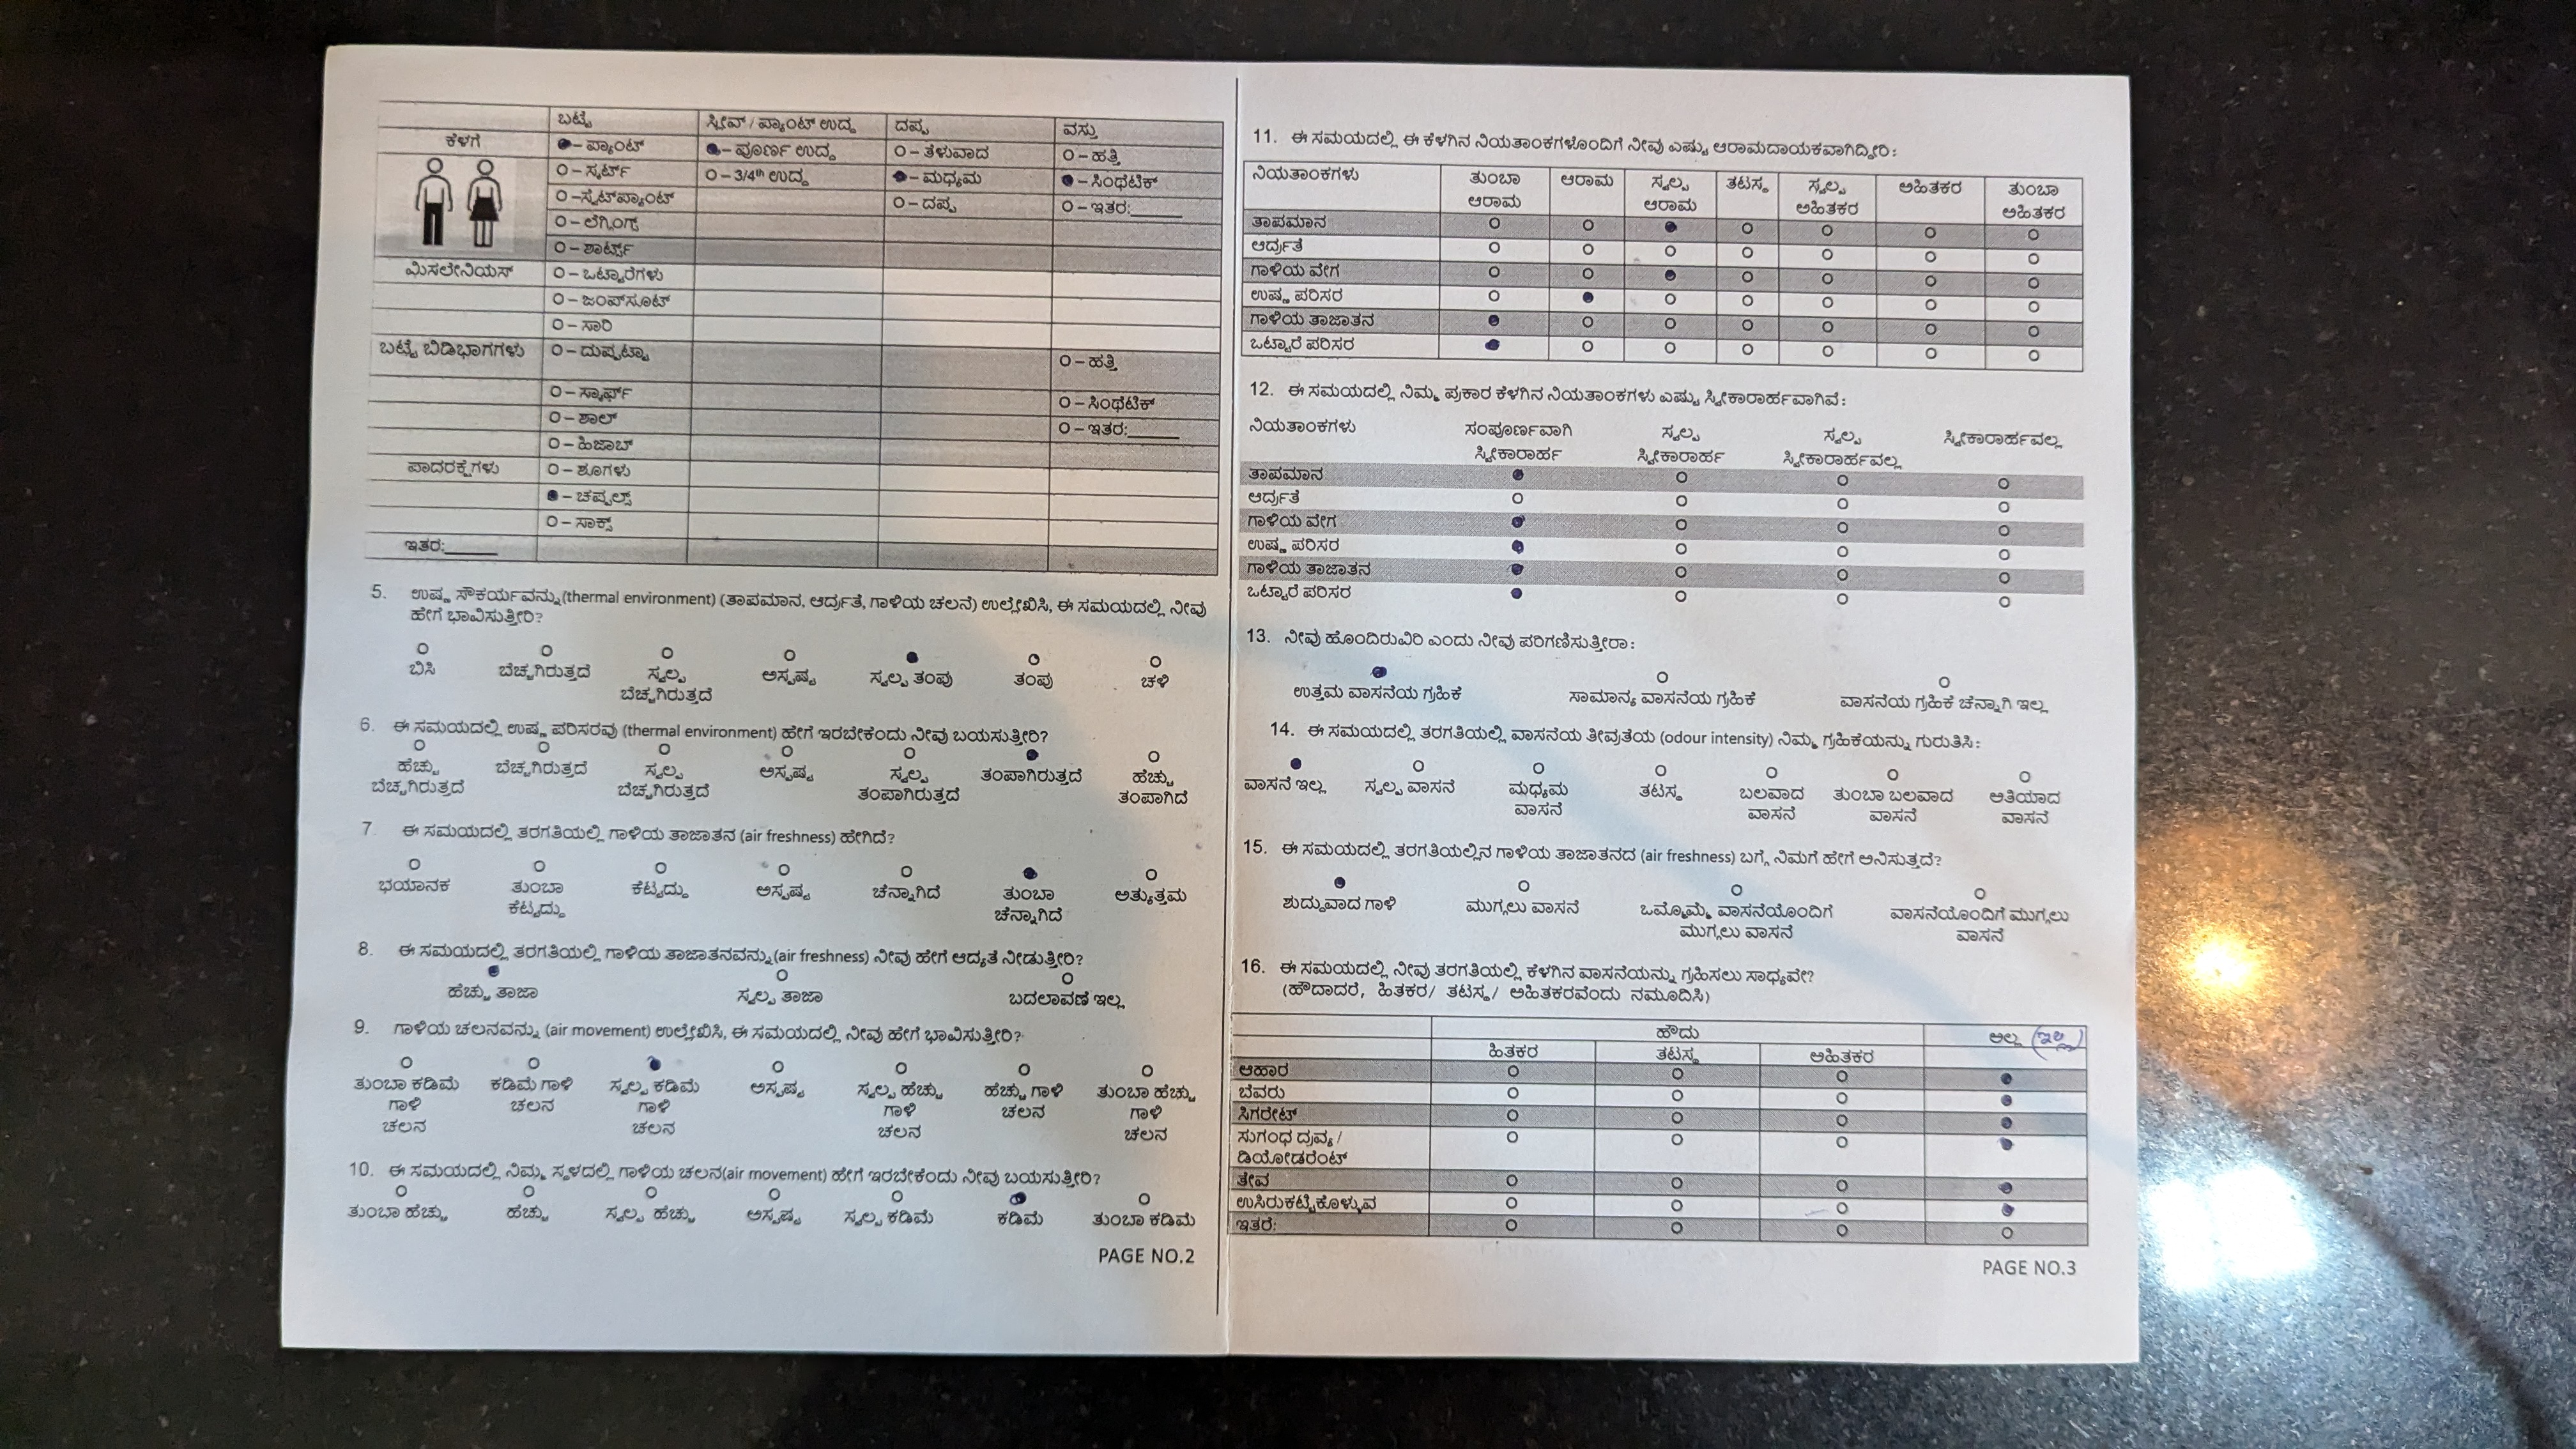 ಬಟ್ಟೆ ಸ್ಲೀವ್ / ಪ್ಯಾಂಟ್ ಉದ್ದ ದಪ್ಪ ವಸ್ತು
ಕೆಳಗೆ ●– ಪ್ಯಾಂಟ್ ●– ಪೂರ್ಣ ಉದ್ದ O – ತೆಳುವಾದ O – ಹತ್ತಿ
O – ಸ್ಕರ್ಟ್ O – 3/4th ಉದ್ದ ●– ಮಧ್ಯಮ ●– ಸಿಂಥೆಟಿಕ್
O –ಸ್ವೆಟ್‌ಪ್ಯಾಂಟ್ O – ದಪ್ಪ O – ಇತರ:______
O – ಲೆಗ್ಗಿಂಗ್ಸ್
O – ಶಾರ್ಟ್ಸ್
ಮಿಸಲೇನಿಯಸ್ O – ಒಟ್ಟಾರೆಗಳು
O – ಜಂಪ್‌ಸೂಟ್
O – ಸಾರಿ
ಬಟ್ಟೆ ಬಿಡಿಭಾಗಗಳು O – ದುಪ್ಪಟ್ಟಾ O – ಹತ್ತಿ
O – ಸ್ಕಾರ್ಫ್ O – ಸಿಂಥೆಟಿಕ್
O – ಶಾಲ್ O – ಇತರ:______
O – ಹಿಜಾಬ್
ಪಾದರಕ್ಷೆಗಳು O – ಶೂಗಳು
●– ಚಪ್ಪಲ್ಸ್
O – ಸಾಕ್ಸ್
ಇತರ:______
5. ಉಷ್ಣ ಸೌಕರ್ಯವನ್ನು(thermal environment) (ತಾಪಮಾನ, ಆರ್ದ್ರತೆ, ಗಾಳಿಯ ಚಲನೆ) ಉಲ್ಲೇಖಿಸಿ, ಈ ಸಮಯದಲ್ಲಿ ನೀವು
ಹೇಗೆ ಭಾವಿಸುತ್ತೀರಿ?
ಬಿಸಿ ಬೆಚ್ಚಗಿರುತ್ತದೆ ಸ್ವಲ್ಪ ಅಸ್ಪಷ್ಟ ಸ್ವಲ್ಪ ತಂಪು ತಂಪು ಚಳಿ
ಬೆಚ್ಚಗಿರುತ್ತದೆ
6. ಈ ಸಮಯದಲ್ಲಿ ಉಷ್ಣ ಪರಿಸರವು (thermal environment) ಹೇಗೆ ಇರಬೇಕೆಂದು ನೀವು ಬಯಸುತ್ತೀರಿ?
ಹೆಚ್ಚು ಬೆಚ್ಚಗಿರುತ್ತದೆ ಸ್ವಲ್ಪ ಅಸ್ಪಷ್ಟ ಸ್ವಲ್ಪ ತಂಪಾಗಿರುತ್ತದೆ ಹೆಚ್ಚು
ಬೆಚ್ಚಗಿರುತ್ತದೆ ಬೆಚ್ಚಗಿರುತ್ತದೆ ತಂಪಾಗಿರುತ್ತದೆ ತಂಪಾಗಿದೆ
7. ಈ ಸಮಯದಲ್ಲಿ ತರಗತಿಯಲ್ಲಿ ಗಾಳಿಯ ತಾಜಾತನ (air freshness) ಹೇಗಿದೆ?
ಭಯಾನಕ ತುಂಬಾ ಕೆಟ್ಟದ್ದು ಅಸ್ಪಷ್ಟ ಚೆನ್ನಾಗಿದೆ ತುಂಬಾ ಅತ್ಯುತ್ತಮ
ಕೆಟ್ಟದ್ದು ಚೆನ್ನಾಗಿದೆ
8. ಈ ಸಮಯದಲ್ಲಿ ತರಗತಿಯಲ್ಲಿ ಗಾಳಿಯ ತಾಜಾತನವನ್ನು(air freshness) ನೀವು ಹೇಗೆ ಆದ್ಯತೆ ನೀಡುತ್ತೀರಿ?
ಹೆಚ್ಚು ತಾಜಾ ಸ್ವಲ್ಪ ತಾಜಾ ಬದಲಾವಣೆ ಇಲ್ಲ
9. ಗಾಳಿಯ ಚಲನವನ್ನು (air movement) ಉಲ್ಲೇಖಿಸಿ, ಈ ಸಮಯದಲ್ಲಿ ನೀವು ಹೇಗೆ ಭಾವಿಸುತ್ತೀರಿ?
ತುಂಬಾ ಕಡಿಮೆ ಕಡಿಮೆ ಗಾಳಿ ಸ್ವಲ್ಪ ಕಡಿಮೆ ಅಸ್ಪಷ್ಟ ಸ್ವಲ್ಪ ಹೆಚ್ಚು ಹೆಚ್ಚು ಗಾಳಿ ತುಂಬಾ ಹೆಚ್ಚು
ಗಾಳಿ ಚಲನ ಗಾಳಿ ಗಾಳಿ ಚಲನ ಗಾಳಿ
ಚಲನ ಚಲನ ಚಲನ ಚಲನ
10. ಈ ಸಮಯದಲ್ಲಿ ನಿಮ್ಮ ಸ್ಥಳದಲ್ಲಿ ಗಾಳಿಯ ಚಲನ(air movement) ಹೇಗೆ ಇರಬೇಕೆಂದು ನೀವು ಬಯಸುತ್ತೀರಿ?
ತುಂಬಾ ಹೆಚ್ಚು ಹೆಚ್ಚು ಸ್ವಲ್ಪ ಹೆಚ್ಚು ಅಸ್ಪಷ್ಟ ಸ್ವಲ್ಪ ಕಡಿಮೆ ಕಡಿಮೆ ತುಂಬಾ ಕಡಿಮೆ
PAGE NO.2
11. ಈ ಸಮಯದಲ್ಲಿ ಈ ಕೆಳಗಿನ ನಿಯತಾಂಕಗಳೊಂದಿಗೆ ನೀವು ಎಷ್ಟು ಆರಾಮದಾಯಕವಾಗಿದ್ದೀರಿ:
ನಿಯತಾಂಕಗಳು ತುಂಬಾ ಆರಾಮ ಸ್ವಲ್ಪ ತಟಸ್ಥ ಸ್ವಲ್ಪ ಅಹಿತಕರ ತುಂಬಾ
ಆರಾಮ ಆರಾಮ ಅಹಿತಕರ ಅಹಿತಕರ
ತಾಪಮಾನ
ಆರ್ದ್ರತೆ
ಗಾಳಿಯ ವೇಗ
ಉಷ್ಣ ಪರಿಸರ
ಗಾಳಿಯ ತಾಜಾತನ
ಒಟ್ಟಾರೆ ಪರಿಸರ
12. ಈ ಸಮಯದಲ್ಲಿ ನಿಮ್ಮ ಪ್ರಕಾರ ಕೆಳಗಿನ ನಿಯತಾಂಕಗಳು ಎಷ್ಟು ಸ್ವೀಕಾರಾರ್ಹವಾಗಿವೆ:
ನಿಯತಾಂಕಗಳು ಸಂಪೂರ್ಣವಾಗಿ ಸ್ವಲ್ಪ ಸ್ವಲ್ಪ ಸ್ವೀಕಾರಾರ್ಹವಲ್ಲ
ಸ್ವೀಕಾರಾರ್ಹ ಸ್ವೀಕಾರಾರ್ಹ ಸ್ವೀಕಾರಾರ್ಹವಲ್ಲ
ತಾಪಮಾನ
ಆರ್ದ್ರತೆ
ಗಾಳಿಯ ವೇಗ
ಉಷ್ಣ ಪರಿಸರ
ಗಾಳಿಯ ತಾಜಾತನ
ಒಟ್ಟಾರೆ ಪರಿಸರ
13. ನೀವು ಹೊಂದಿರುವಿರಿ ಎಂದು ನೀವು ಪರಿಗಣಿಸುತ್ತೀರಾ:
ಉತ್ತಮ ವಾಸನೆಯ ಗ್ರಹಿಕೆ ಸಾಮಾನ್ಯ ವಾಸನೆಯ ಗ್ರಹಿಕೆ ವಾಸನೆಯ ಗ್ರಹಿಕೆ ಚೆನ್ನಾಗಿ ಇಲ್ಲ
14. ಈ ಸಮಯದಲ್ಲಿ ತರಗತಿಯಲ್ಲಿ ವಾಸನೆಯ ತೀವ್ರತೆಯ (odour intensity) ನಿಮ್ಮ ಗ್ರಹಿಕೆಯನ್ನು ಗುರುತಿಸಿ:
ವಾಸನೆ ಇಲ್ಲ ಸ್ವಲ್ಪ ವಾಸನೆ ಮಧ್ಯಮ ತಟಸ್ಥ ಬಲವಾದ ತುಂಬಾ ಬಲವಾದ ಅತಿಯಾದ
ವಾಸನೆ ವಾಸನೆ ವಾಸನೆ ವಾಸನೆ
15. ಈ ಸಮಯದಲ್ಲಿ ತರಗತಿಯಲ್ಲಿನ ಗಾಳಿಯ ತಾಜಾತನದ (air freshness) ಬಗ್ಗೆ ನಿಮಗೆ ಹೇಗೆ ಅನಿಸುತ್ತದೆ?
ಶುದ್ಧವಾದ ಗಾಳಿ ಮುಗ್ಗಲು ವಾಸನೆ ಒಮ್ಮೊಮ್ಮೆ ವಾಸನೆಯೊಂದಿಗೆ ವಾಸನೆಯೊಂದಿಗೆ ಮುಗ್ಗಲು
ಮುಗ್ಗಲು ವಾಸನೆ ವಾಸನೆ
16. ಈ ಸಮಯದಲ್ಲಿ ನೀವು ತರಗತಿಯಲ್ಲಿ ಕೆಳಗಿನ ವಾಸನೆಯನ್ನು ಗ್ರಹಿಸಲು ಸಾಧ್ಯವೇ?
(ಹೌದಾದರೆ, ಹಿತಕರ/ ತಟಸ್ಥ/ ಅಹಿತಕರವೆಂದು ನಮೂದಿಸಿ)
ಹೌದು ಅಲ್ಲ (ಇಲ್ಲ)
ಹಿತಕರ ತಟಸ್ಥ ಅಹಿತಕರ
ಆಹಾರ
ಬೆವರು
ಸಿಗರೇಟ್
ಸುಗಂಧ ದ್ರವ್ಯ /
ಡಿಯೋಡರೆಂಟ್
ತೇವ
ಉಸಿರುಕಟ್ಟಿಕೊಳ್ಳುವ
ಇತರೆ:
PAGE NO.3